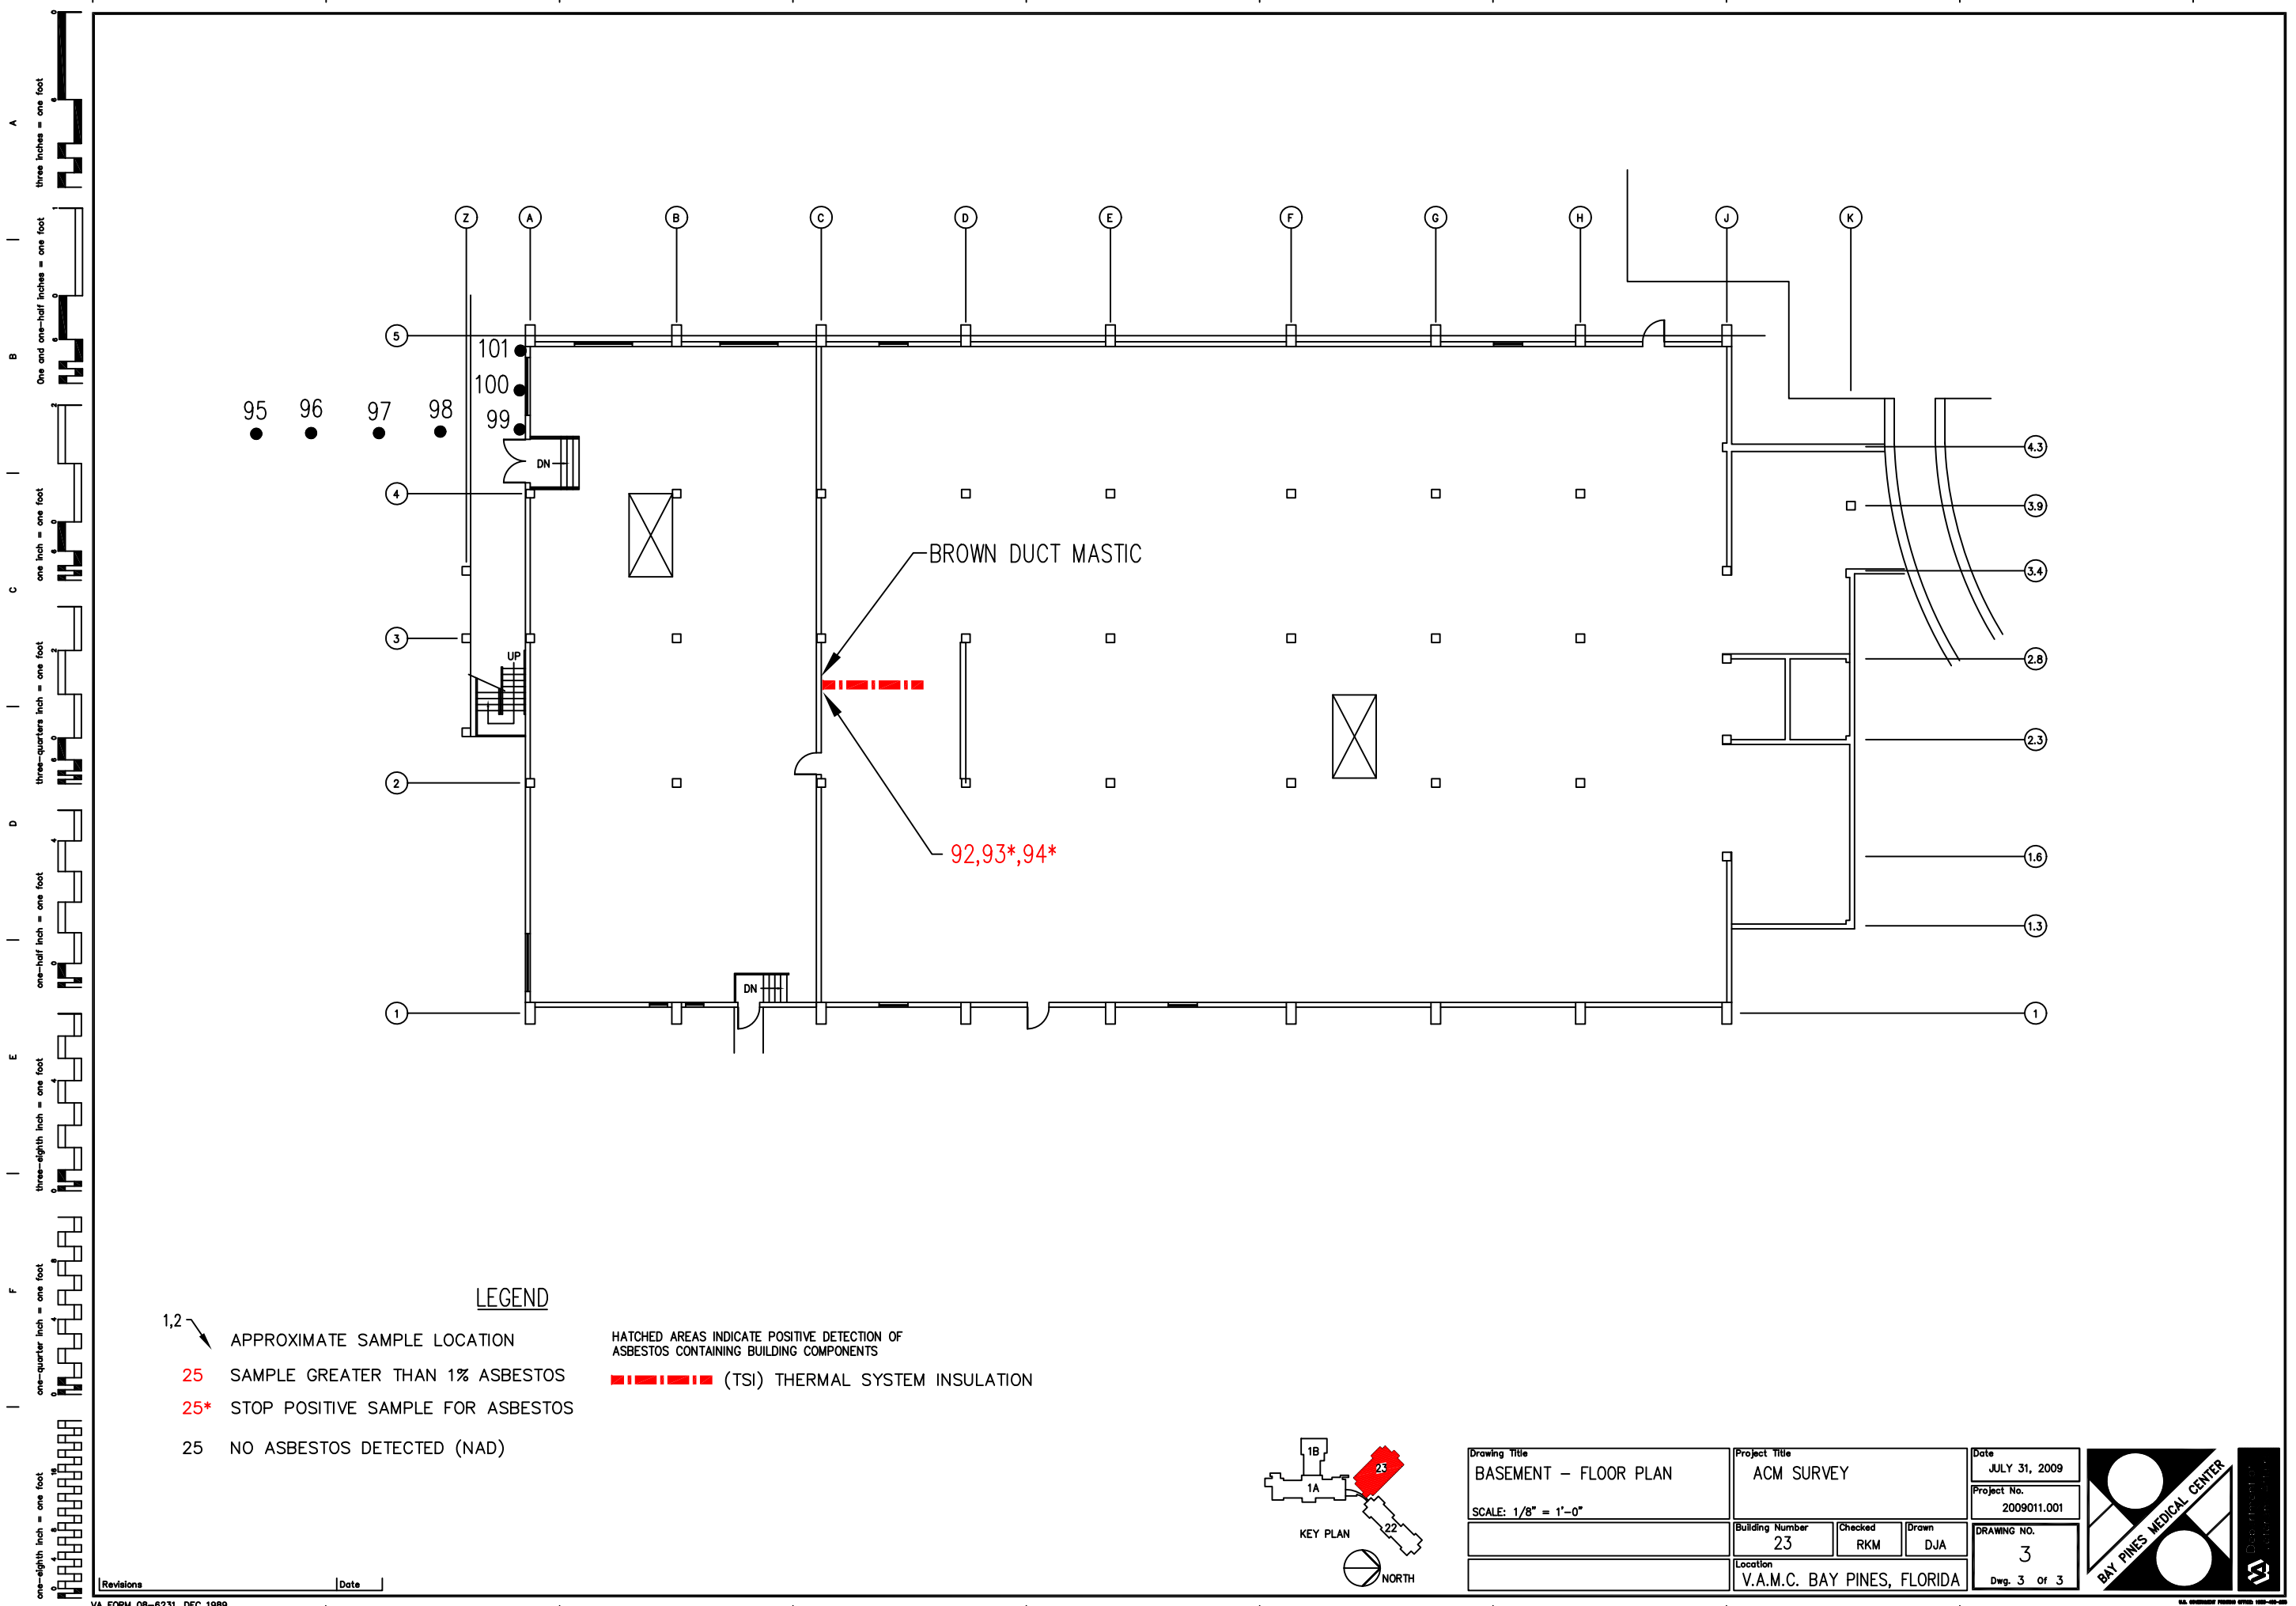 Z A B C D E F G H J K
5
101
100
99
95 96 97 98
4.3
DN
4
3.9
BROWN DUCT MASTIC
3.4
3
UP
2.8
2.3
2
92,93*,94*
1.6
1.3
DN
1
1
LEGEND
1,2
APPROXIMATE SAMPLE LOCATION
25 SAMPLE GREATER THAN 1% ASBESTOS
25* STOP POSITIVE SAMPLE FOR ASBESTOS
25 NO ASBESTOS DETECTED (NAD)
HATCHED AREAS INDICATE POSITIVE DETECTION OF
ASBESTOS CONTAINING BUILDING COMPONENTS
(TSI) THERMAL SYSTEM INSULATION
1B
23
1A
22
KEY PLAN
NORTH
Drawing Title
BASEMENT - FLOOR PLAN
SCALE: 1/8" = 1'-0"
Project Title
ACM SURVEY
Date
JULY 31, 2009
Project No.
2009011.001
Building Number
23
Checked
RKM
Drawn
DJA
DRAWING NO.
3
Dwg. 3 Of 3
Location
V.A.M.C. BAY PINES, FLORIDA
BAY PINES MEDICAL CENTER
VA
Revisions
Date
VA FORM 08-6231, DEC 1989
A
B
C
D
E
F
three inches = one foot
One and one-half inches = one foot
one inch = one foot
three-quarters inch = one foot
one-half inch = one foot
three-eighth inch = one foot
one-quarter inch = one foot
one-eighth inch = one foot